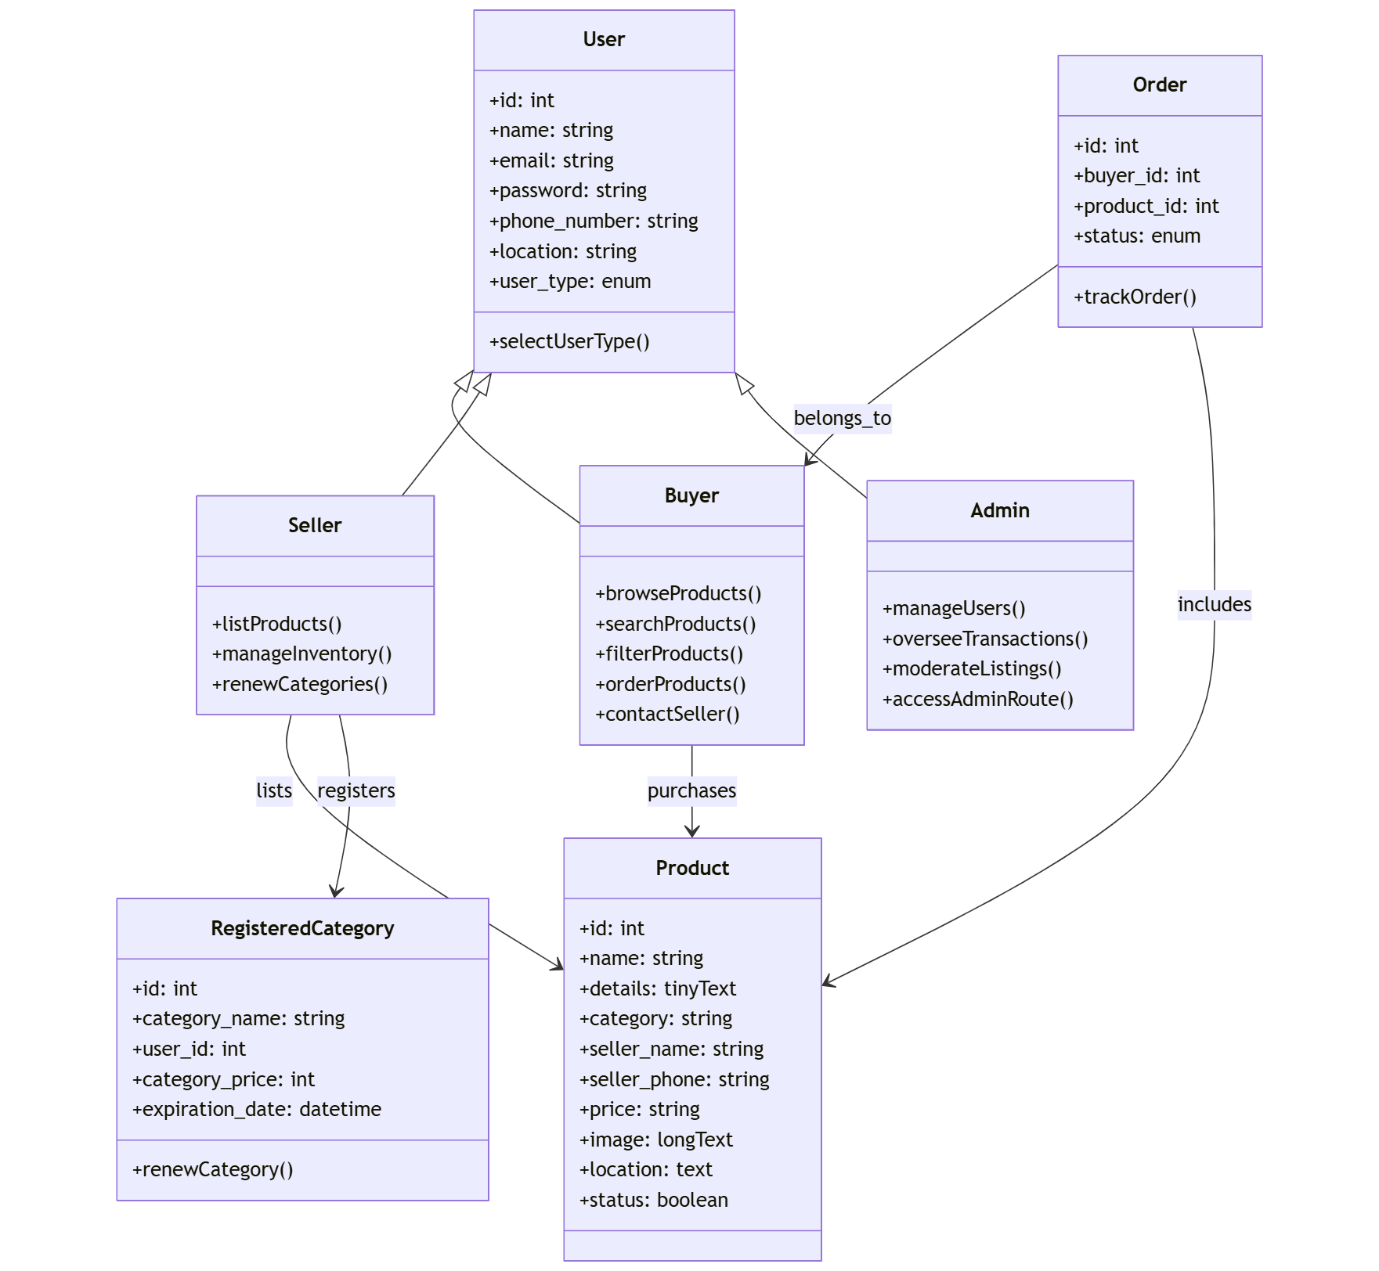 User
+id: int
+name: string
+email: string
+password: string
+phone_number: string
+location: string
+user_type: enum
+selectUserType()
Order
+id: int
+buyer_id: int
+product_id: int
+status: enum
+trackOrder()
belongs_to
Seller
+listProducts()
+manageInventory()
+renewCategories()
Buyer
+browseProducts()
+searchProducts()
+filterProducts()
+orderProducts()
+contactSeller()
Admin
+manageUsers()
+overseeTransactions()
+moderateListings()
+accessAdminRoute()
includes
lists
registers
purchases
RegisteredCategory
+id: int
+category_name: string
+user_id: int
+category_price: int
+expiration_date: datetime
+renewCategory()
Product
+id: int
+name: string
+details: tinyText
+category: string
+seller_name: string
+seller_phone: string
+price: string
+image: longText
+location: text
+status: boolean